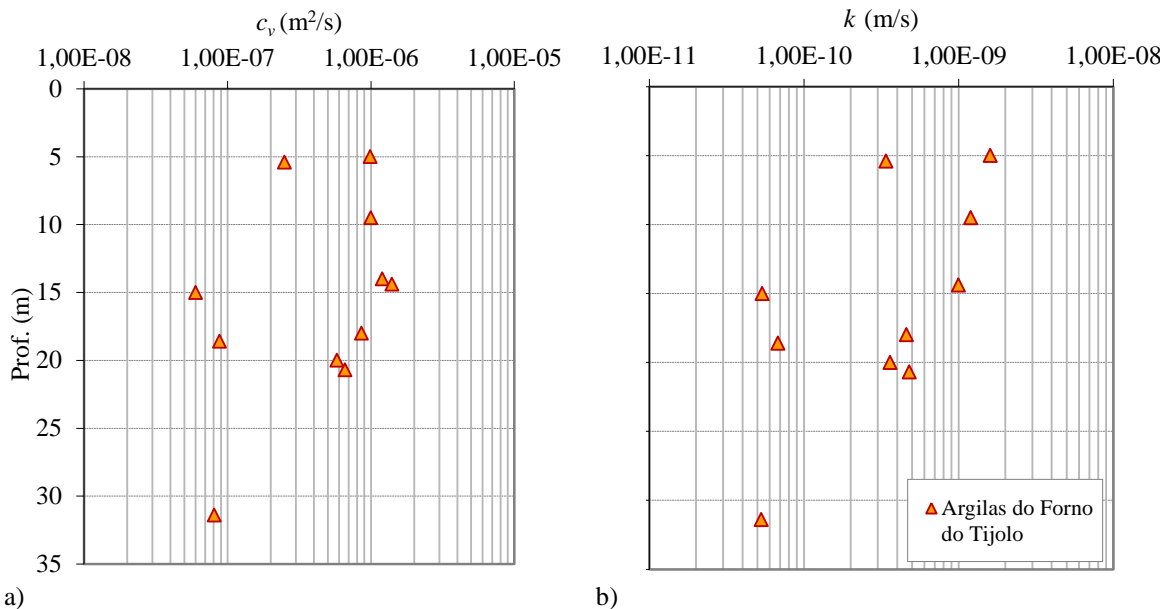 c_v (m²/s)
1,00E-08 1,00E-07 1,00E-06 1,00E-05
0
5
10
15
20
25
30
35
Prof. (m)
a)
k (m/s)
1,00E-11 1,00E-10 1,00E-09 1,00E-08
Argilas do Forno
do Tijolo
b)